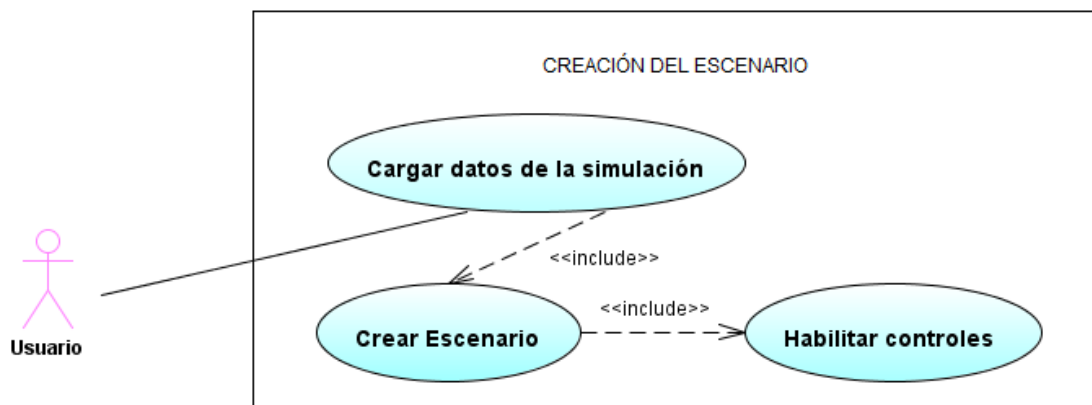 CREACIÓN DEL ESCENARIO
Cargar datos de la simulación
<<include>>
<<include>>
Crear Escenario
Habilitar controles
Usuario